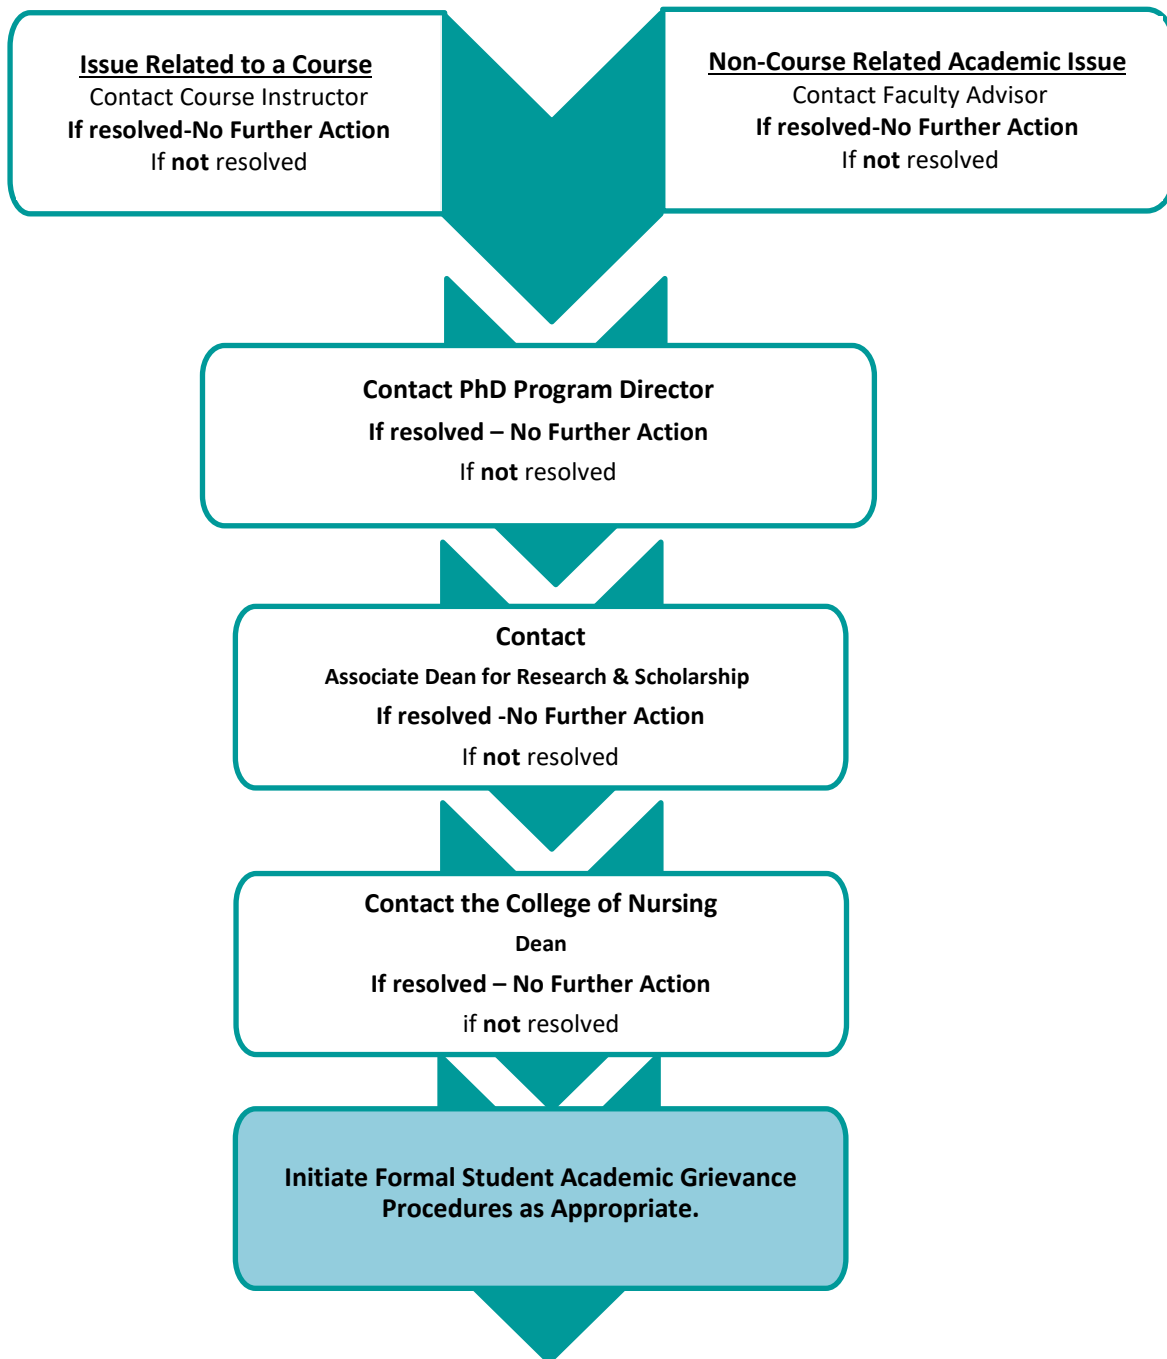 Issue Related to a Course
Contact Course Instructor
If resolved-No Further Action
If not resolved
Non-Course Related Academic Issue
Contact Faculty Advisor
If resolved-No Further Action
If not resolved
Contact PhD Program Director
If resolved – No Further Action
If not resolved
Contact
Associate Dean for Research & Scholarship
If resolved -No Further Action
If not resolved
Contact the College of Nursing
Dean
If resolved – No Further Action
if not resolved
Initiate Formal Student Academic Grievance
Procedures as Appropriate.